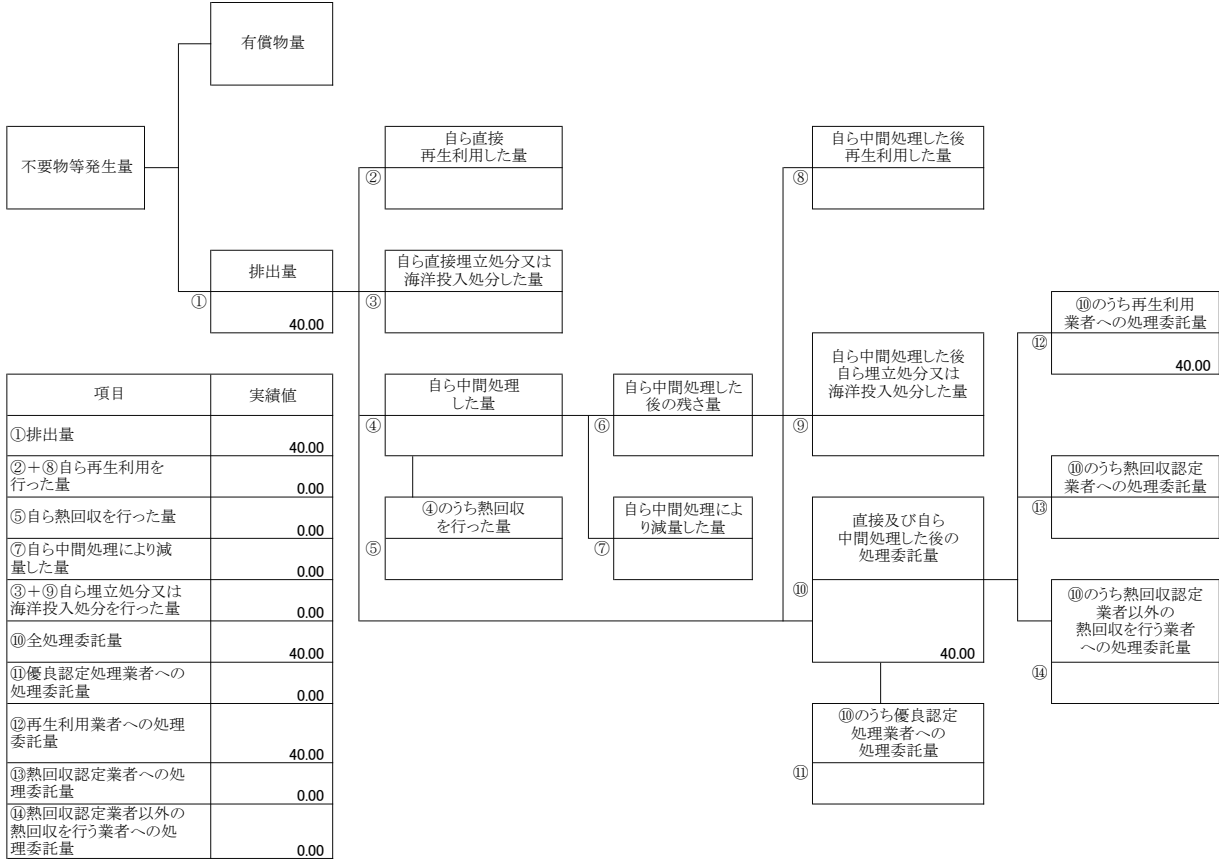 有償物量
不要物等発生量
自ら直接
再生利用した量
②
自ら中間処理した後
再生利用した量
⑧
排出量
①
40.00
自ら直接埋立処分又は
海洋投入処分した量
③
⑩のうち再生利用
業者への処理委託量
⑫
40.00
自ら中間処理
した量
④
自ら中間処理した
後の残さ量
⑥
自ら中間処理した後
自ら埋立処分又は
海洋投入処分した量
⑨
④のうち熱回収
を行った量
⑤
自ら中間処理によ
り減量した量
⑦
直接及び自ら
中間処理した後の
処理委託量
⑩
40.00
⑩のうち熱回収認定
業者への処理委託量
⑬
⑩のうち熱回収認定
業者以外の
熱回収を行う業者
への処理委託量
⑭
⑩のうち優良認定
処理業者への
処理委託量
⑪
項目 実績値
①排出量
40.00
②+⑧自ら再生利用を
行った量
0.00
⑤自ら熱回収を行った量
0.00
⑦自ら中間処理により減
量した量
0.00
③+⑨自ら埋立処分又は
海洋投入処分を行った量
0.00
⑩全処理委託量
40.00
⑪優良認定処理業者への
処理委託量
0.00
⑫再生利用業者への処理
委託量
40.00
⑬熱回収認定業者への処
理委託量
0.00
⑭熱回収認定業者以外の
熱回収を行う業者への処
理委託量
0.00